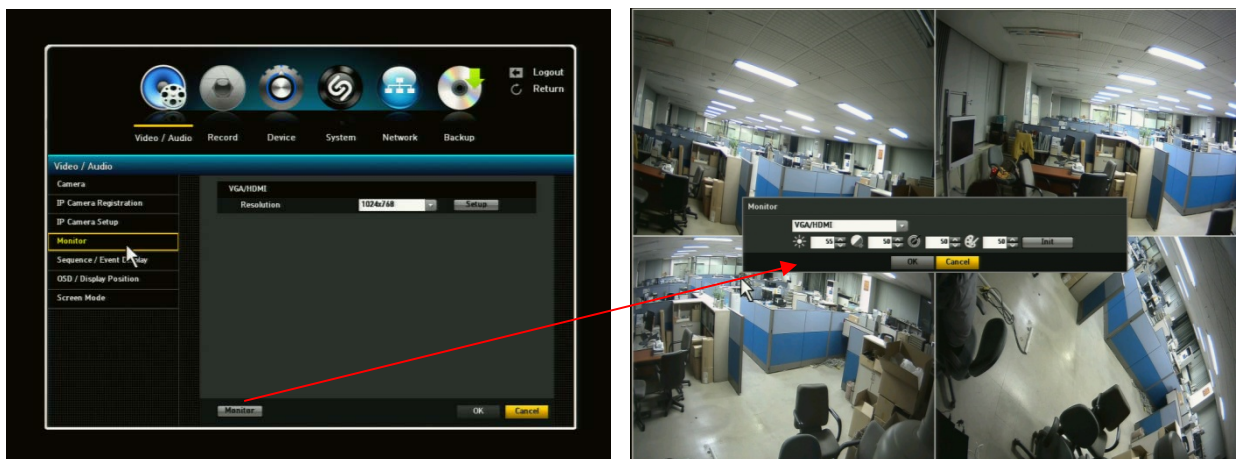 Logout
Return
Video / Audio Record Device System Network Backup
Video / Audio
Camera
IP Camera Registration
IP Camera Setup
Monitor
Sequence / Event Display
OSD / Display Position
Screen Mode
VGA/HDMI
Resolution 1024x768 Setup
Monitor OK Cancel
Monitor
VGA/HDMI
55 50 50 50 Init
OK Cancel